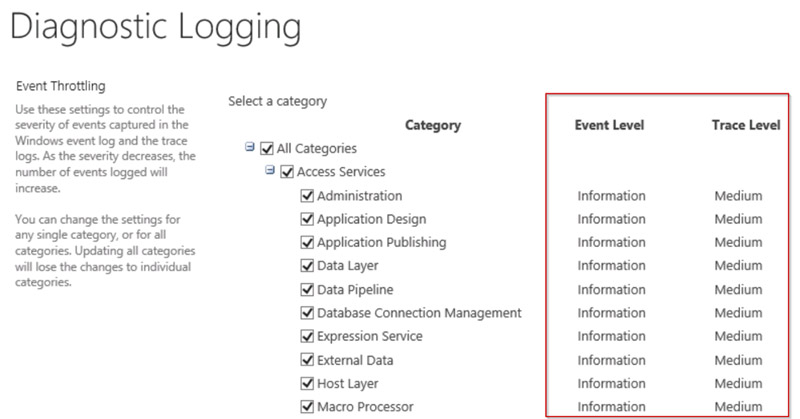 Diagnostic Logging
Event Throttling
Use these settings to control the
severity of events captured in the
Windows event log and the trace
logs. As the severity decreases, the
number of events logged will
increase.
You can change the settings for
any single category, or for all
categories. Updating all categories
will lose the changes to individual
categories.
Select a category
Category Event Level Trace Level
All Categories
Access Services
Administration Information Medium
Application Design Information Medium
Application Publishing Information Medium
Data Layer Information Medium
Data Pipeline Information Medium
Database Connection Management Information Medium
Expression Service Information Medium
External Data Information Medium
Host Layer Information Medium
Macro Processor Information Medium